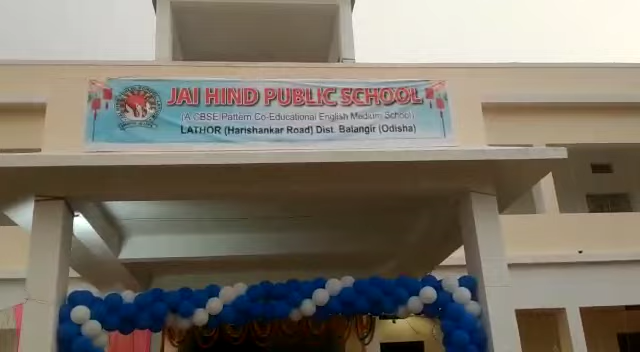 JAI HIND PUBLIC SCHOOL
(A CBSE Pattern Co-Educational English Medium School)
LATHOR (Harishankar Road) Dist. Balangir (Odisha)